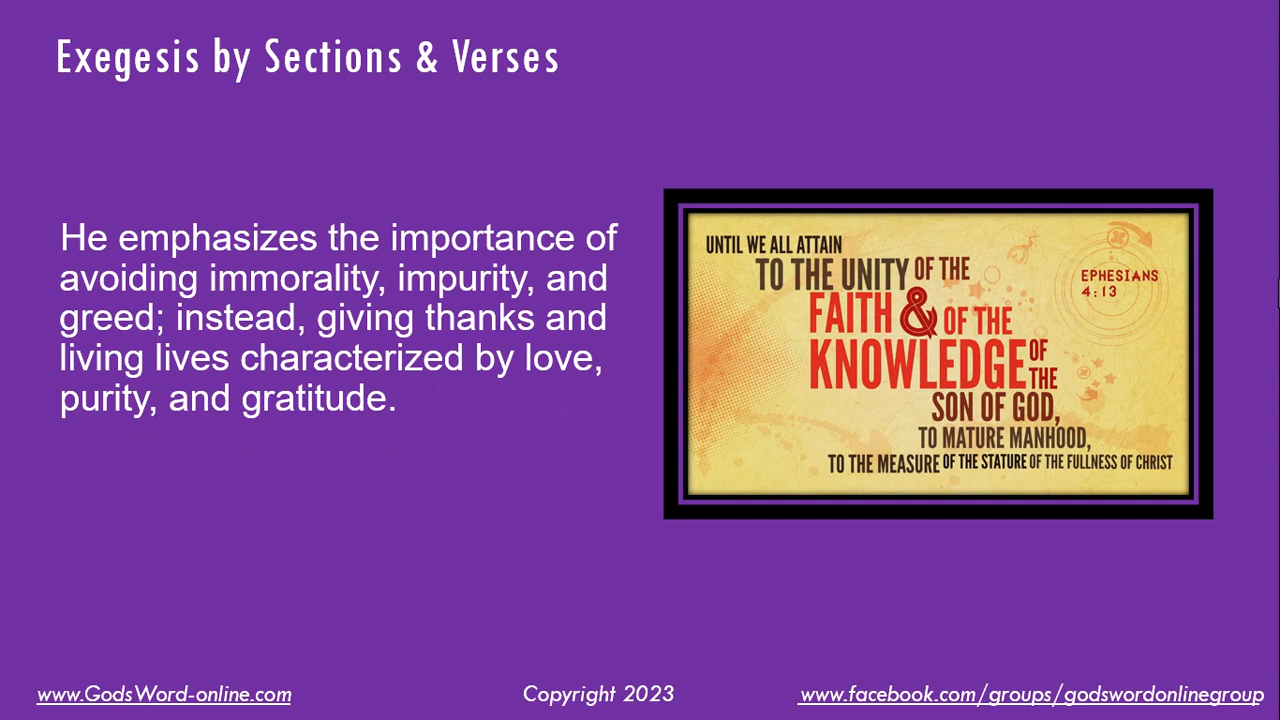 Exegesis by Sections & Verses
He emphasizes the importance of
avoiding immorality, impurity, and
greed; instead, giving thanks and
living lives characterized by love,
purity, and gratitude.
UNTIL WE ALL ATTAIN
TO THE UNITY OF THE
FAITH & OF THE
KNOWLEDGE OF THE
SON OF GOD,
TO MATURE MANHOOD,
TO THE MEASURE OF THE STATURE OF THE FULLNESS OF CHRIST
EPHESIANS
4:13
www.GodsWord-online.com
Copyright 2023
www.facebook.com/groups/godswordonlinegroup